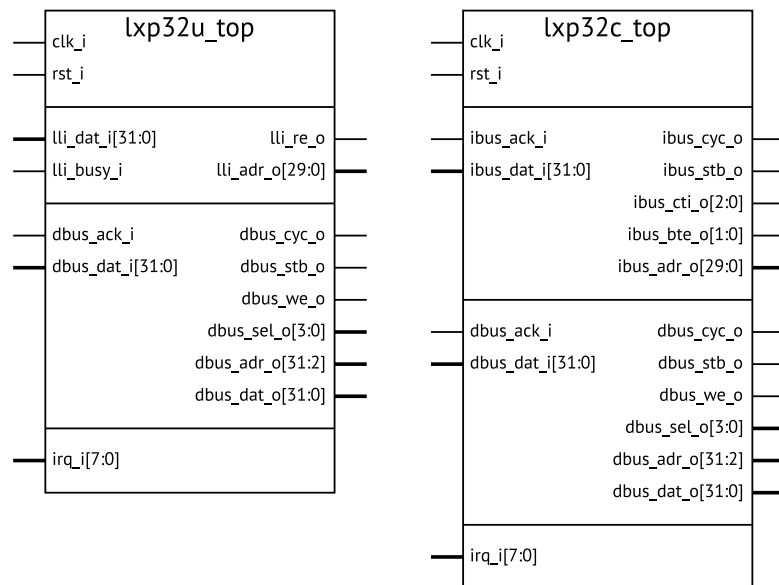 lxp32u_top
clk_i
rst_i
lli_dat_i[31:0] lli_re_o
lli_busy_i lli_adr_o[29:0]
dbus_ack_i dbus_cyc_o
dbus_dat_i[31:0] dbus_stb_o
dbus_we_o
dbus_sel_o[3:0]
dbus_adr_o[31:2]
dbus_dat_o[31:0]
irq_i[7:0]
lxp32c_top
clk_i
rst_i
ibus_ack_i ibus_cyc_o
ibus_dat_i[31:0] ibus_stb_o
ibus_cti_o[2:0]
ibus_bte_o[1:0]
ibus_adr_o[29:0]
dbus_ack_i dbus_cyc_o
dbus_dat_i[31:0] dbus_stb_o
dbus_we_o
dbus_sel_o[3:0]
dbus_adr_o[31:2]
dbus_dat_o[31:0]
irq_i[7:0]